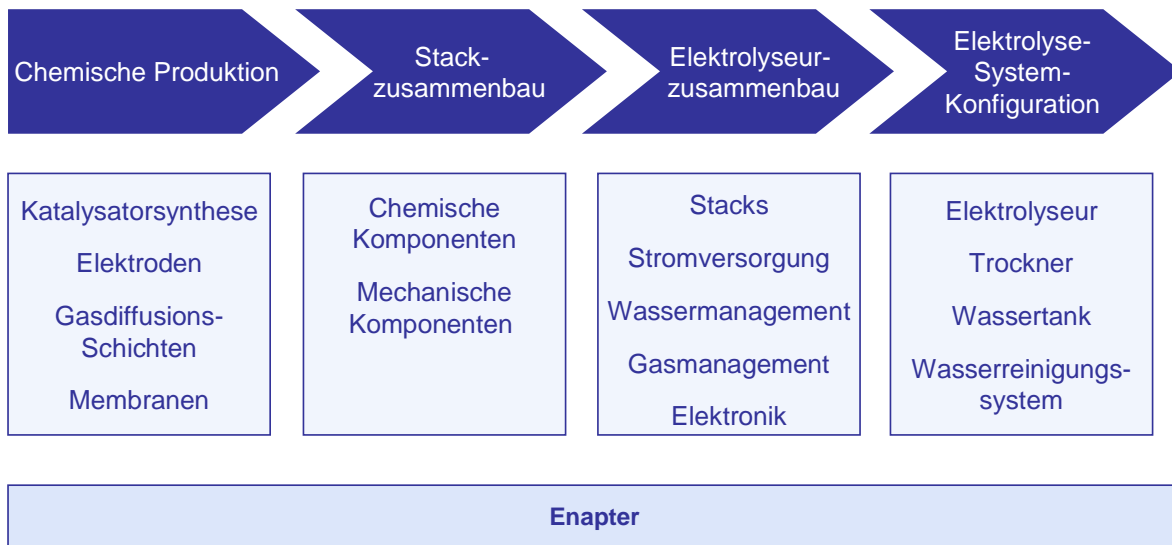 Chemische Produktion
Stack-
zusammenbau
Elektrolyseur-
zusammenbau
Elektrolyse-
System-
Konfiguration
Katalysatorsynthese
Elektroden
Gasdiffusions-
Schichten
Membranen
Chemische
Komponenten
Mechanische
Komponenten
Stacks
Stromversorgung
Wassermanagement
Gasmanagement
Elektronik
Elektrolyseur
Trockner
Wassertank
Wasserreinigungs-
system
Enapter